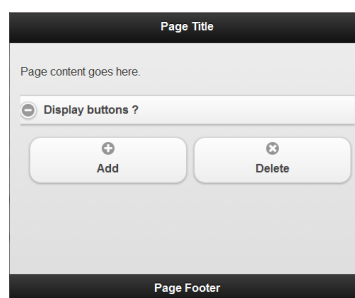 Page Title
Page content goes here.
Display buttons ?
Add Delete
Page Footer